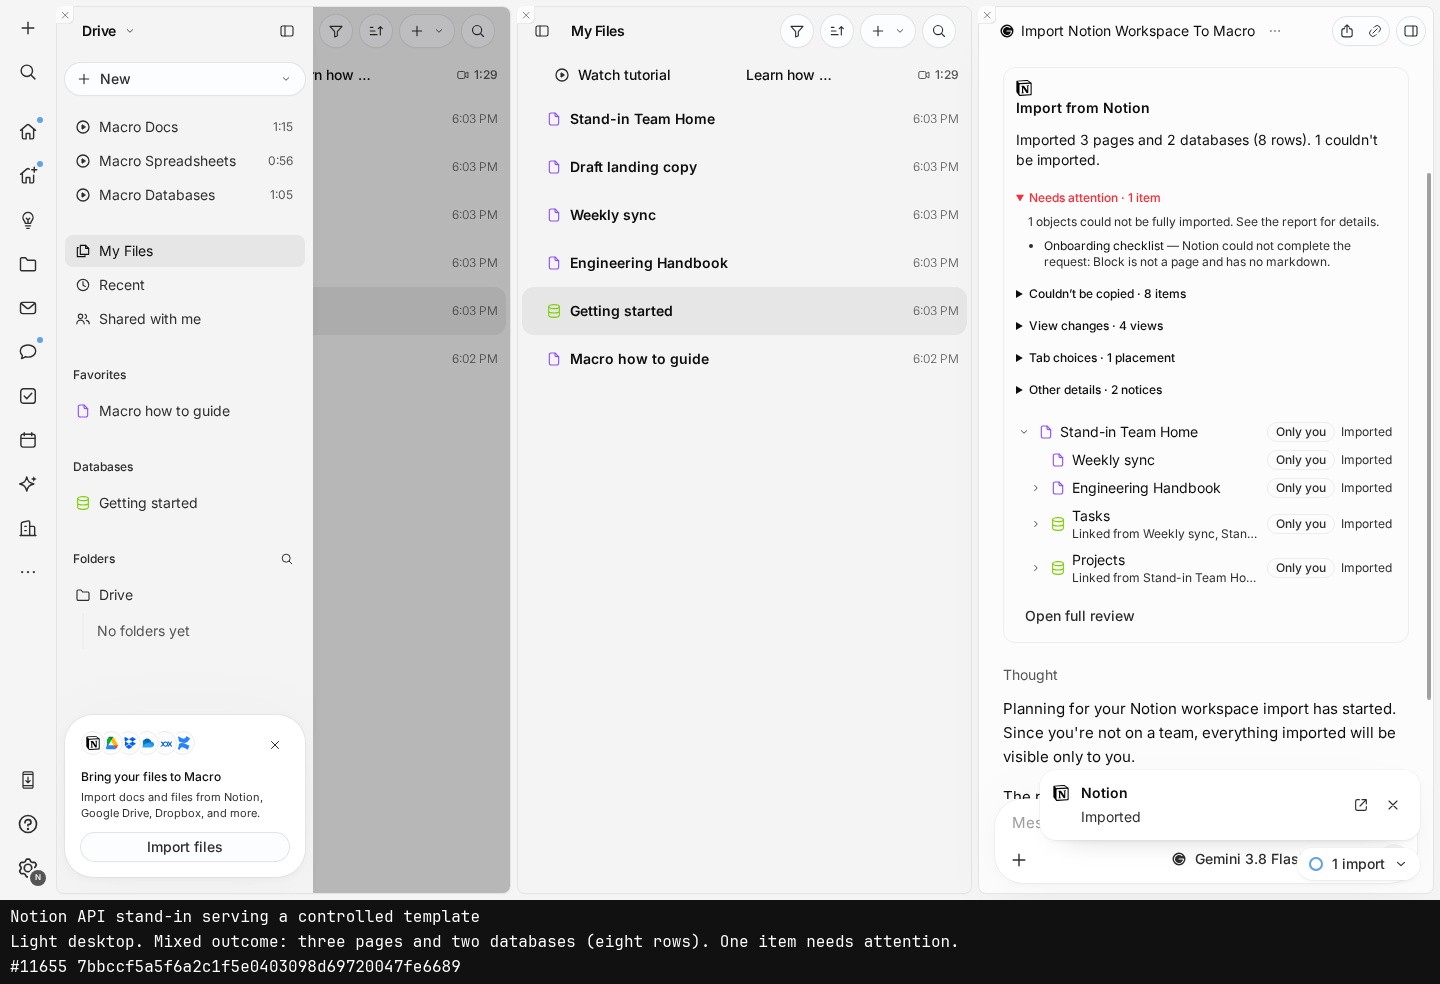 Drive
New
Macro Docs 1:15
Macro Spreadsheets 0:56
Macro Databases 1:05
My Files
Recent
Shared with me
Favorites
Macro how to guide
Databases
Getting started
Folders
Drive
No folders yet
Bring your files to Macro
Import docs and files from Notion,
Google Drive, Dropbox, and more.
Import files
N
n how ... 1:29
6:03 PM
6:03 PM
6:03 PM
6:03 PM
6:03 PM
6:02 PM
My Files
Watch tutorial Learn how ... 1:29
Stand-in Team Home 6:03 PM
Draft landing copy 6:03 PM
Weekly sync 6:03 PM
Engineering Handbook 6:03 PM
Getting started 6:03 PM
Macro how to guide 6:02 PM
Import Notion Workspace To Macro ...
Import from Notion
Imported 3 pages and 2 databases (8 rows). 1 couldn't
be imported.
Needs attention · 1 item
1 objects could not be fully imported. See the report for details.
• Onboarding checklist — Notion could not complete the
request: Block is not a page and has no markdown.
Couldn't be copied · 8 items
View changes · 4 views
Tab choices · 1 placement
Other details · 2 notices
Stand-in Team Home Only you Imported
Weekly sync Only you Imported
Engineering Handbook Only you Imported
Tasks Only you Imported
Linked from Weekly sync, Stan...
Projects Only you Imported
Linked from Stand-in Team Ho...
Open full review
Thought
Planning for your Notion workspace import has started.
Since you're not on a team, everything imported will be
visible only to you.
The
Notion
Imported
Mes
Gemini 3.8 Flas
1 import
Notion API stand-in serving a controlled template
Light desktop. Mixed outcome: three pages and two databases (eight rows). One item needs attention.
#11655 7bbccf5a5f6a2c1f5e0403098d69720047fe6689